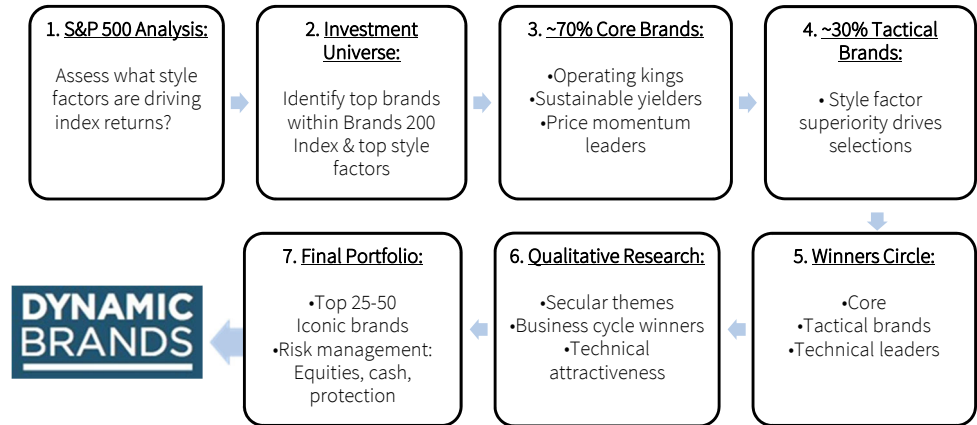 1. S&P 500 Analysis:
Assess what style
factors are driving
index returns?
2. Investment
Universe:
Identify top brands
within Brands 200
Index & top style
factors
3. ~70% Core Brands:
•Operating kings
•Sustainable yielders
•Price momentum
leaders
4. ~30% Tactical
Brands:
• Style factor
superiority drives
selections
5. Winners Circle:
•Core
•Tactical brands
•Technical leaders
6. Qualitative Research:
•Secular themes
•Business cycle winners
•Technical
attractiveness
7. Final Portfolio:
•Top 25-50
Iconic brands
•Risk management:
Equities, cash,
protection
DYNAMIC
BRANDS